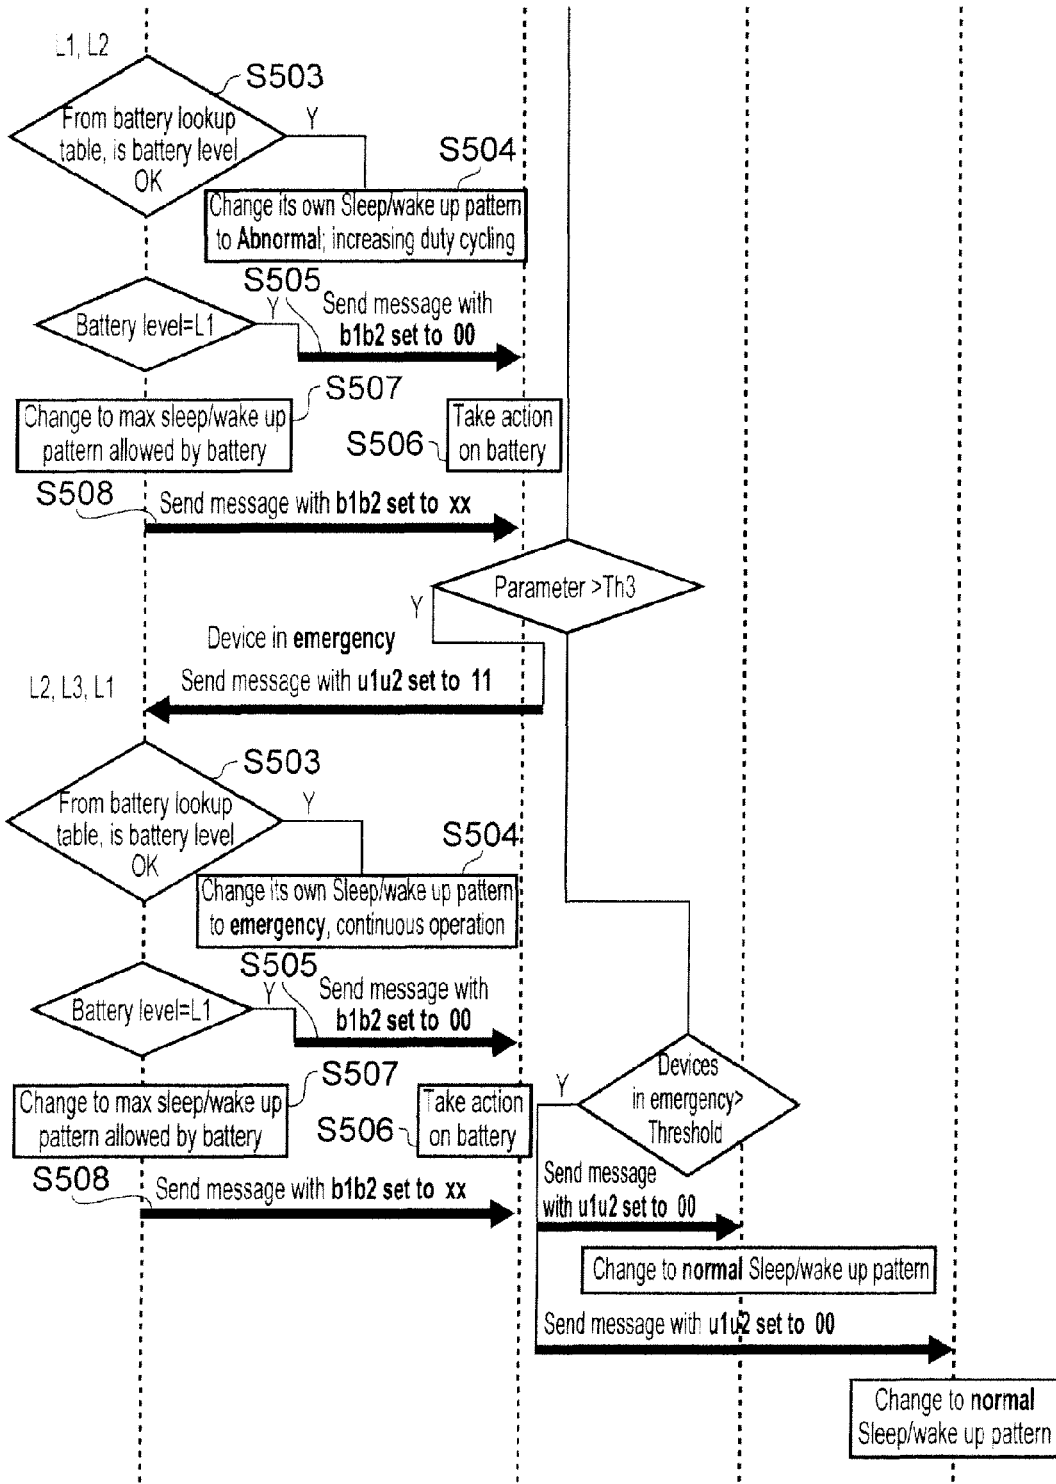 L1, L2
S503
From battery lookup
table, is battery level
OK
Y
S504
Change its own Sleep/wake up pattern
to Abnormal; increasing duty cycling
S505
Battery level=L1
Y
Send message with
b1b2 set to 00
S507
Change to max sleep/wake up
pattern allowed by battery
S506
Take action
on battery
S508
Send message with b1b2 set to xx
Parameter >Th3
Y
Device in emergency
Send message with u1u2 set to 11
L2, L3, L1
S503
From battery lookup
table, is battery level
OK
Y
S504
Change its own Sleep/wake up pattern
to emergency, continuous operation
S505
Battery level=L1
Y
Send message with
b1b2 set to 00
S507
Change to max sleep/wake up
pattern allowed by battery
S506
Take action
on battery
Devices
in emergency>
Threshold
Y
S508
Send message with b1b2 set to xx
Send message
with u1u2 set to 00
Change to normal Sleep/wake up pattern
Send message with u1u2 set to 00
Change to normal
Sleep/wake up pattern